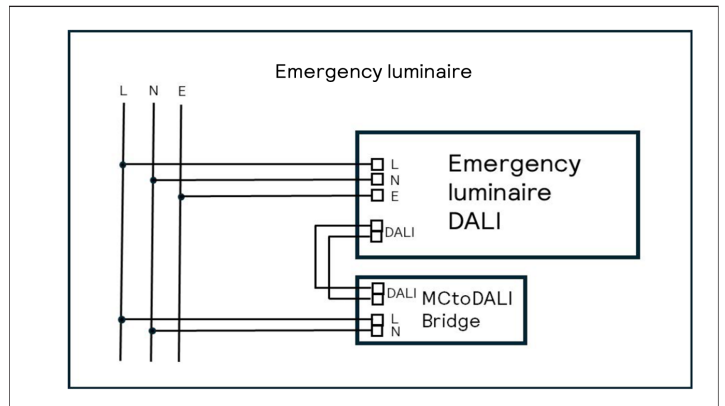 Emergency luminaire
L N E
L
N
E
Emergency
luminaire
DALI
DALI
DALI
MCtoDALI
Bridge
L
N